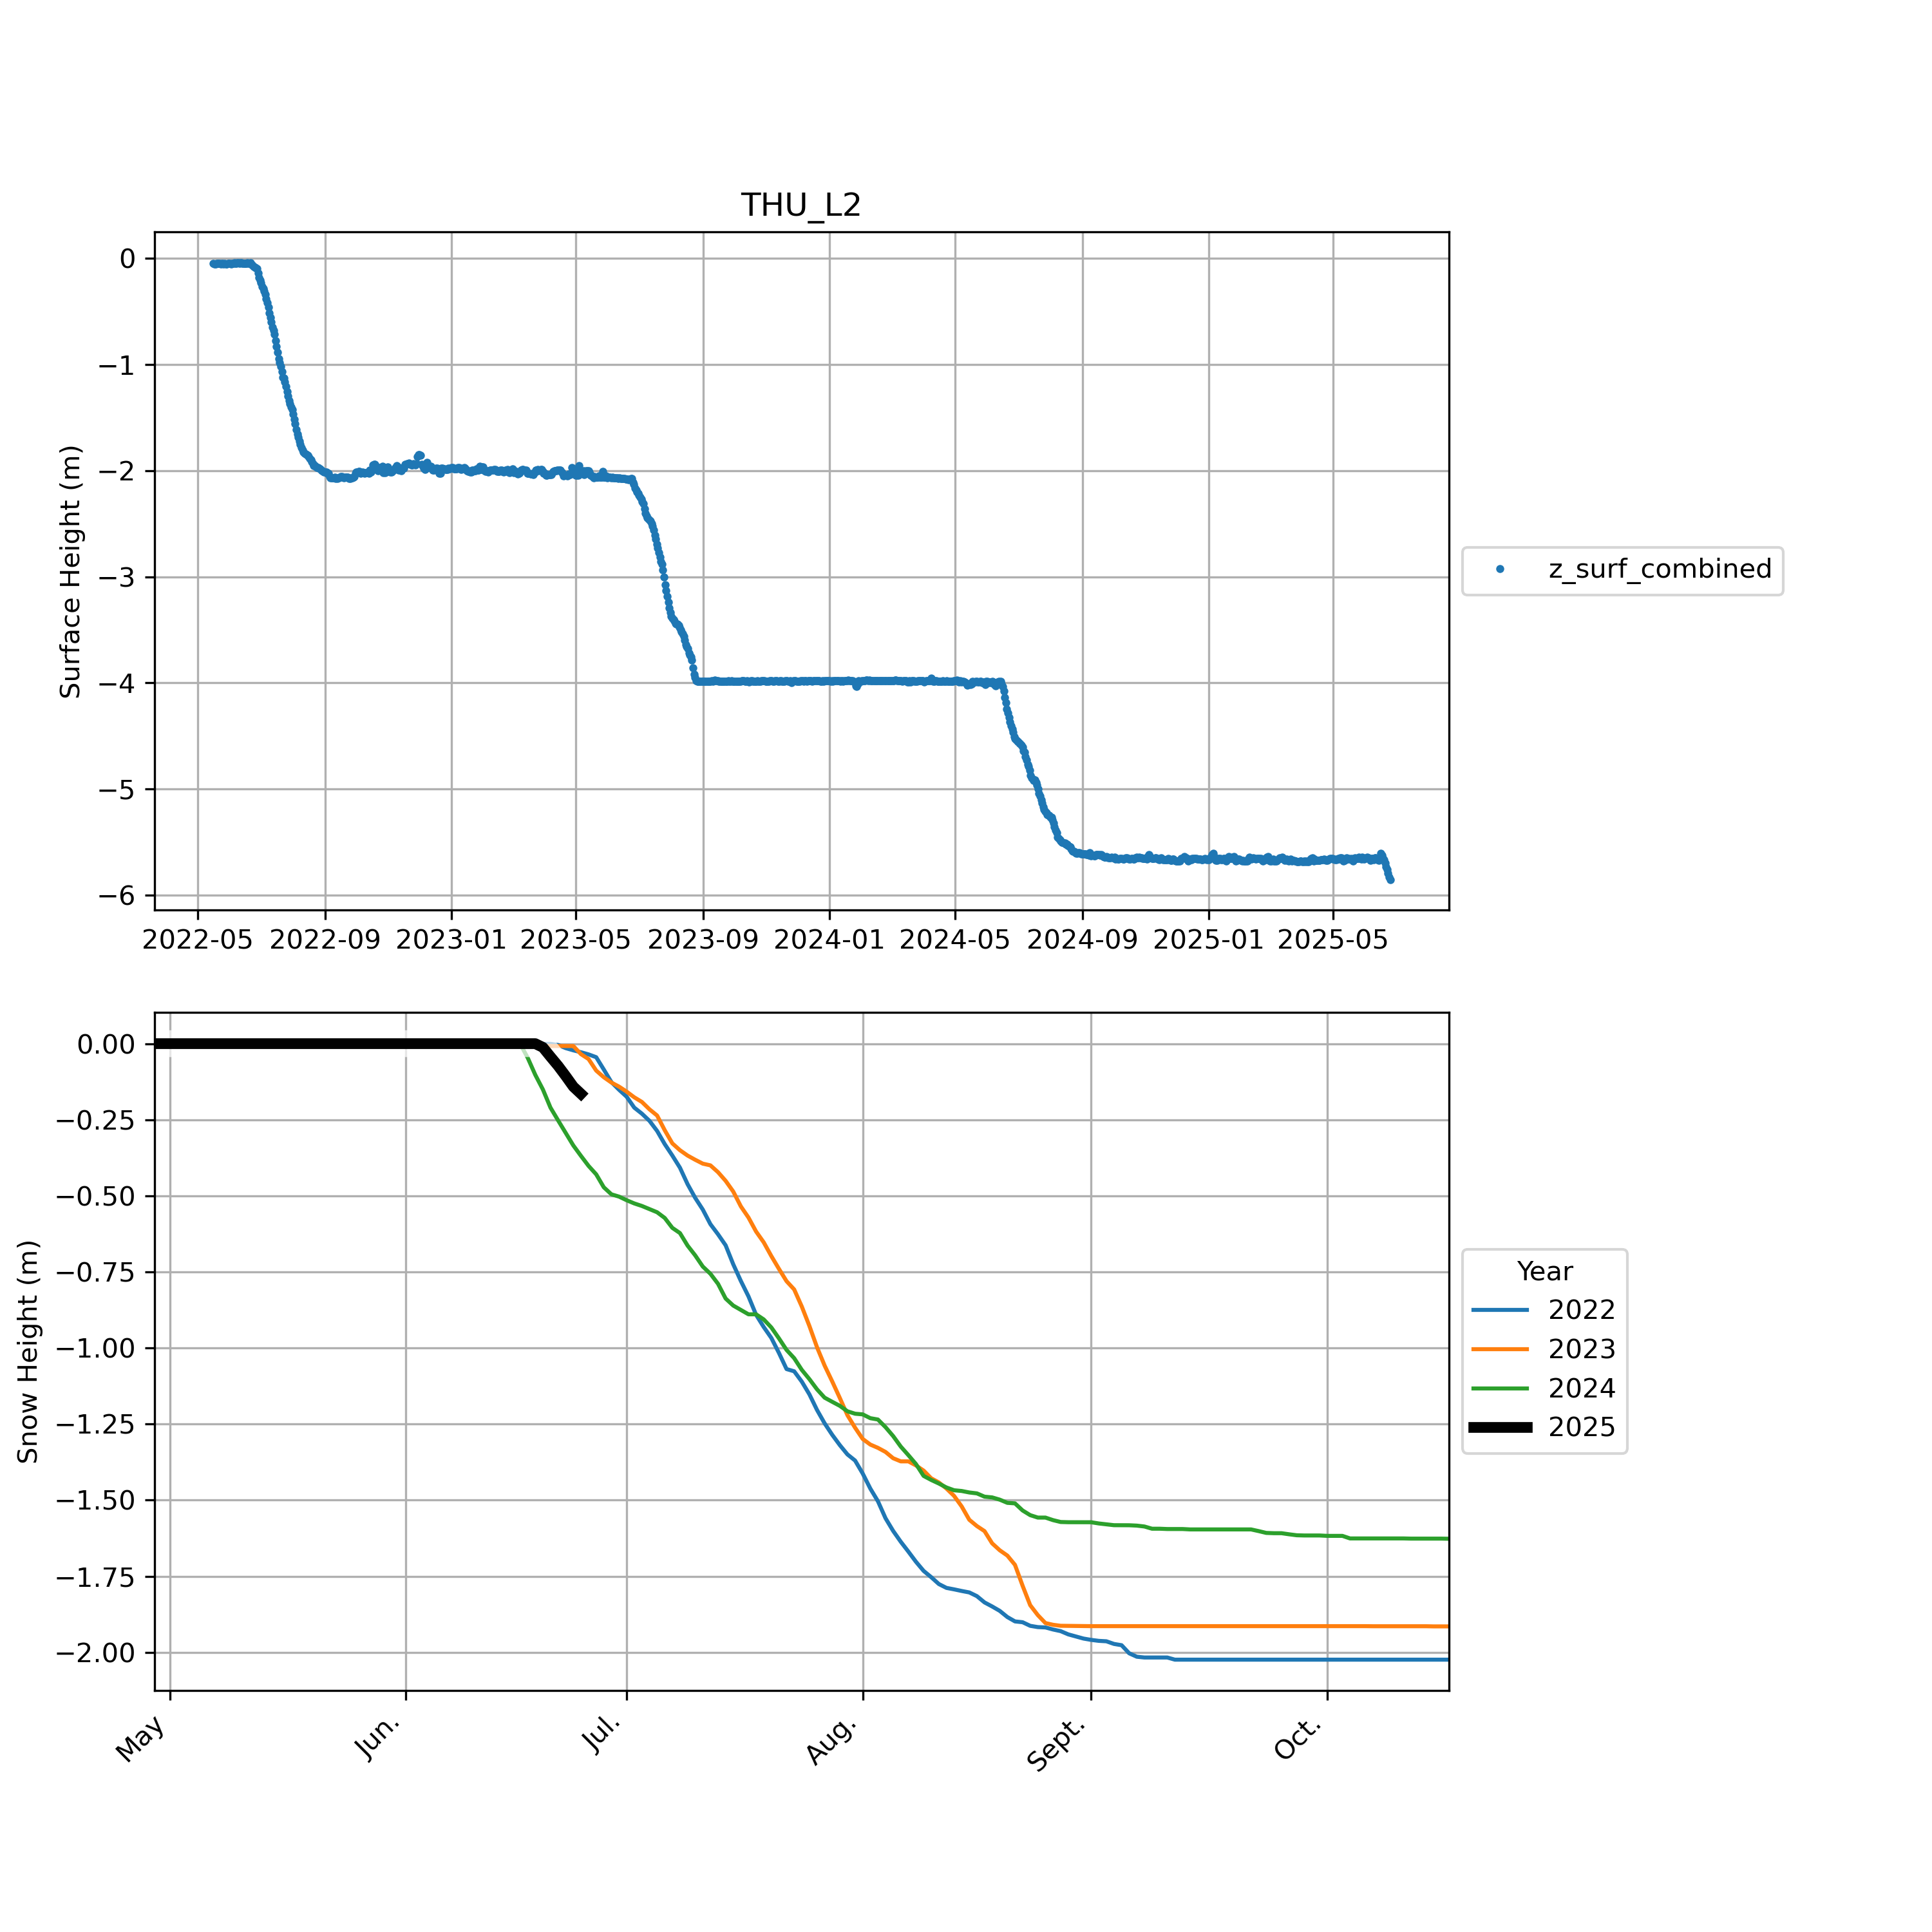 THU_L2
Surface Height (m)
0
−1
−2
−3
−4
−5
−6
2022-05 2022-09 2023-01 2023-05 2023-09 2024-01 2024-05 2024-09 2025-01 2025-05
z_surf_combined
Snow Height (m)
0.00
−0.25
−0.50
−0.75
−1.00
−1.25
−1.50
−1.75
−2.00
May Jun. Jul. Aug. Sept. Oct.
Year
2022
2023
2024
2025